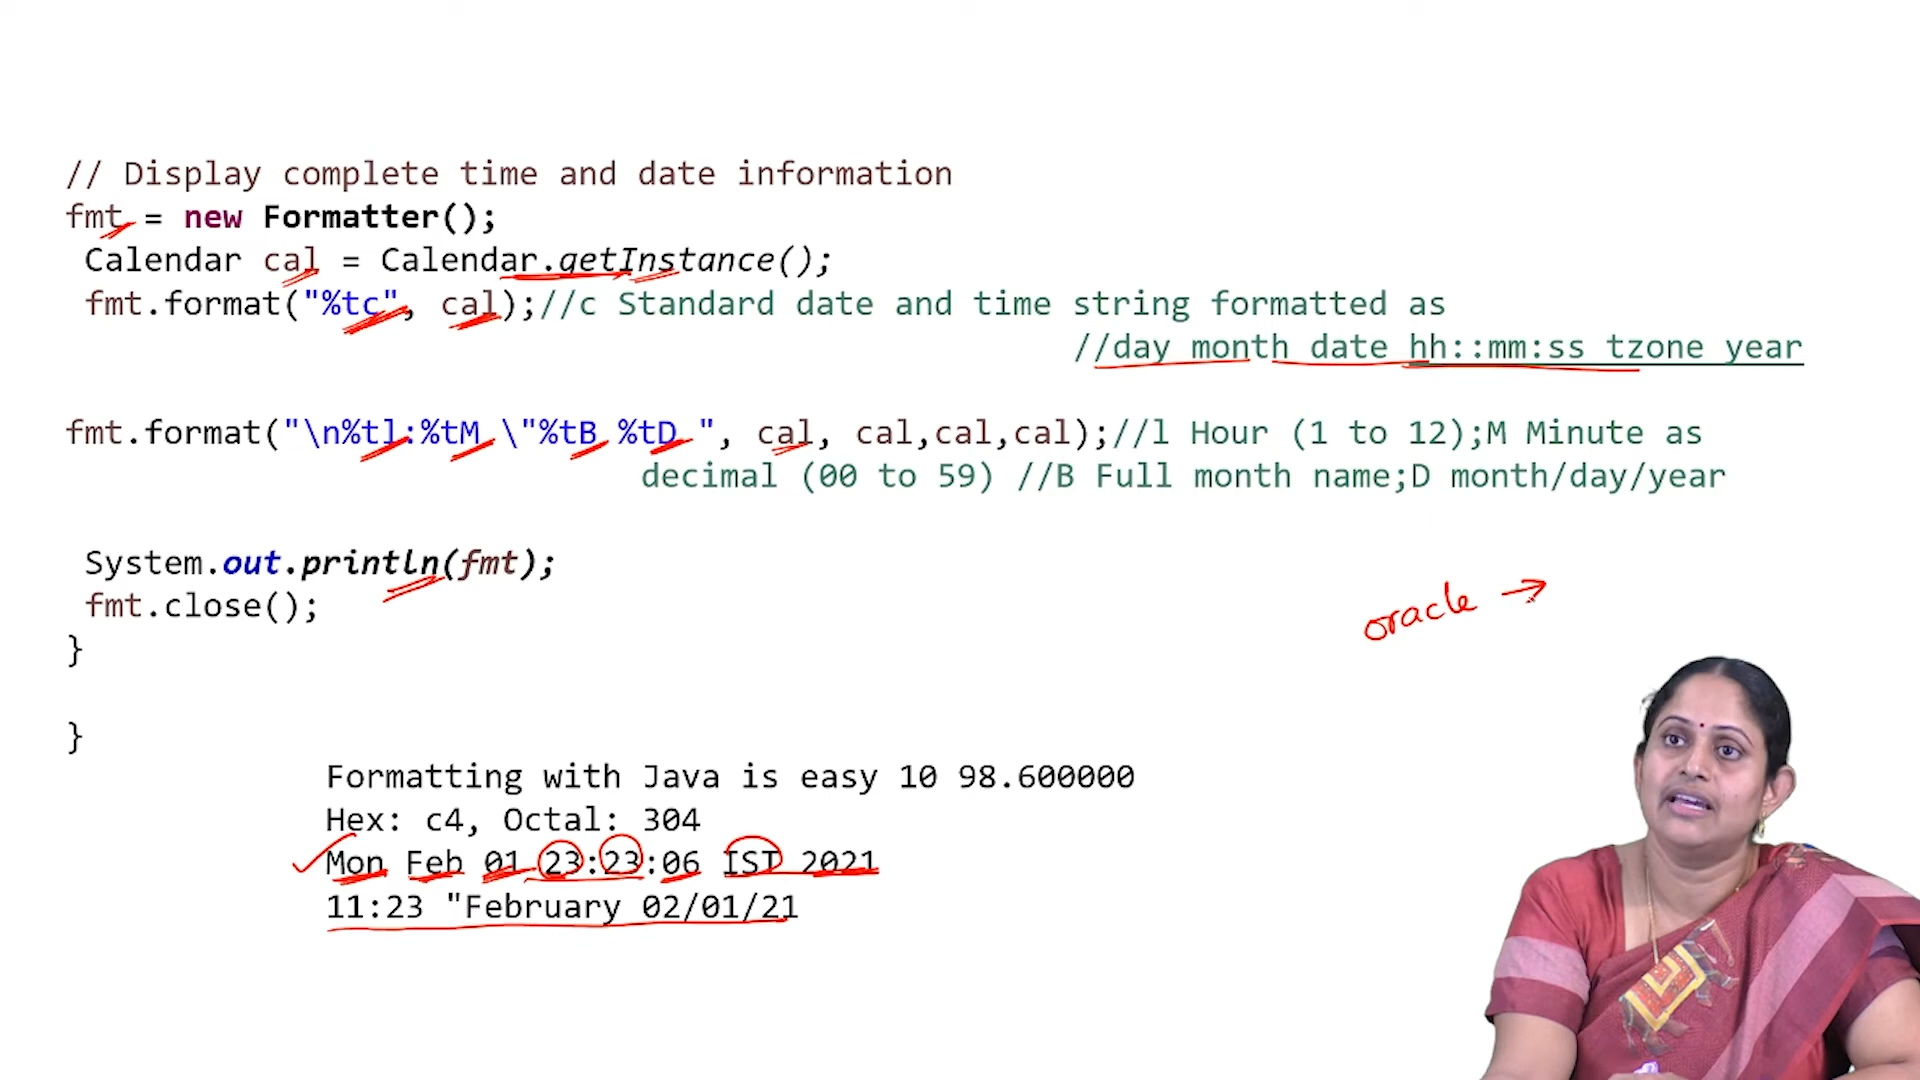 // Display complete time and date information
fmt = new Formatter();
Calendar cal = Calendar.getInstance();
fmt.format("%tc", cal);//c Standard date and time string formatted as
//day month date hh::mm:ss tzone year
fmt.format("\n%tl:%tM \"%tB %tD ", cal, cal,cal,cal);//l Hour (1 to 12);M Minute as
decimal (00 to 59) //B Full month name;D month/day/year
System.out.println(fmt);
fmt.close();
oracle →
}
}
Formatting with Java is easy 10 98.600000
Hex: c4, Octal: 304
Mon Feb 01 23:23:06 IST 2021
11:23 "February 02/01/21